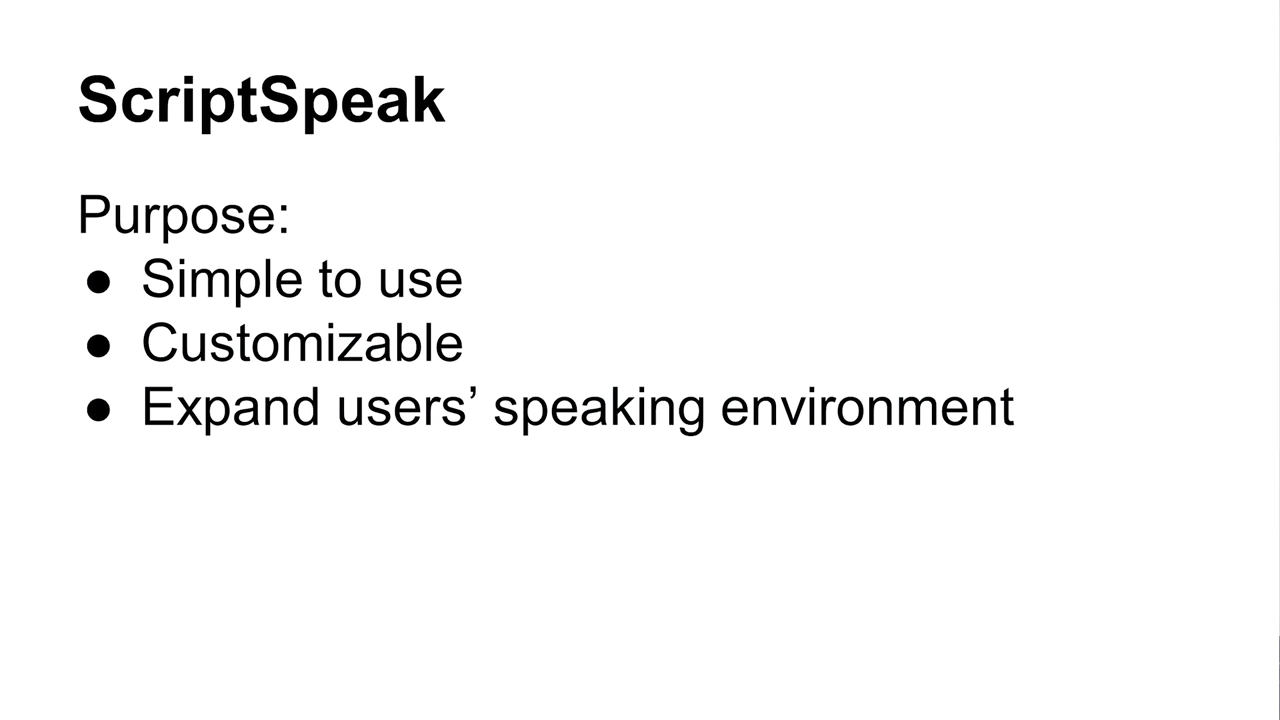 ScriptSpeak
Purpose:
● Simple to use
● Customizable
● Expand users’ speaking environment